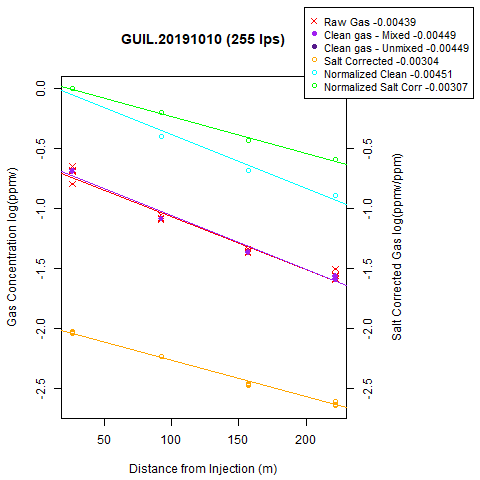 GUIL.20191010 (255 lps)
Raw Gas -0.00439
Clean gas - Mixed -0.00449
Clean gas - Unmixed -0.00449
Salt Corrected -0.00304
Normalized Clean -0.00451
Normalized Salt Corr -0.00307
Gas Concentration log(ppmv)
0.0
-0.5
-1.0
-1.5
-2.0
-2.5
-0.5
-1.0
-1.5
-2.0
-2.5
Salt Corrected Gas log(ppmv/ppm)
50
100
150
200
Distance from Injection (m)